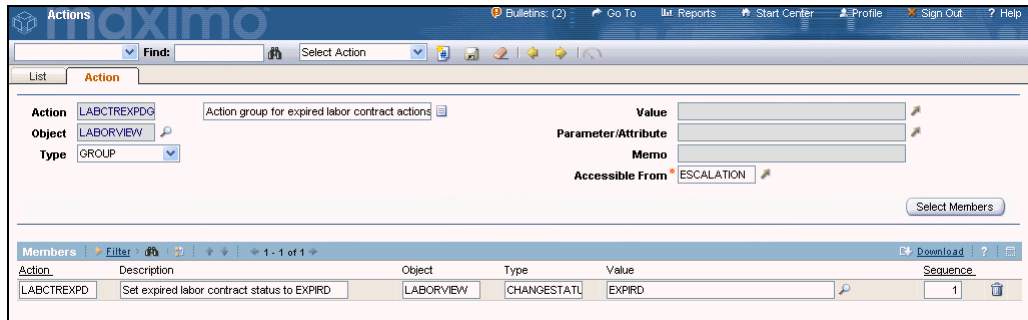 Actions
maximo
Bulletins: (2) Go To Reports Start Center Profile Sign Out ? Help
Find: Select Action
List Action
Action LABCTREXPDG Action group for expired labor contract actions Value
Object LABORVIEW Parameter/Attribute
Type GROUP Memo
Accessible From * ESCALATION
Select Members
Members Filter 1 - 1 of 1 Download ?
Action Description Object Type Value Sequence
LABCTREXPD Set expired labor contract status to EXPIRD LABORVIEW CHANGESTATU EXPIRD 1